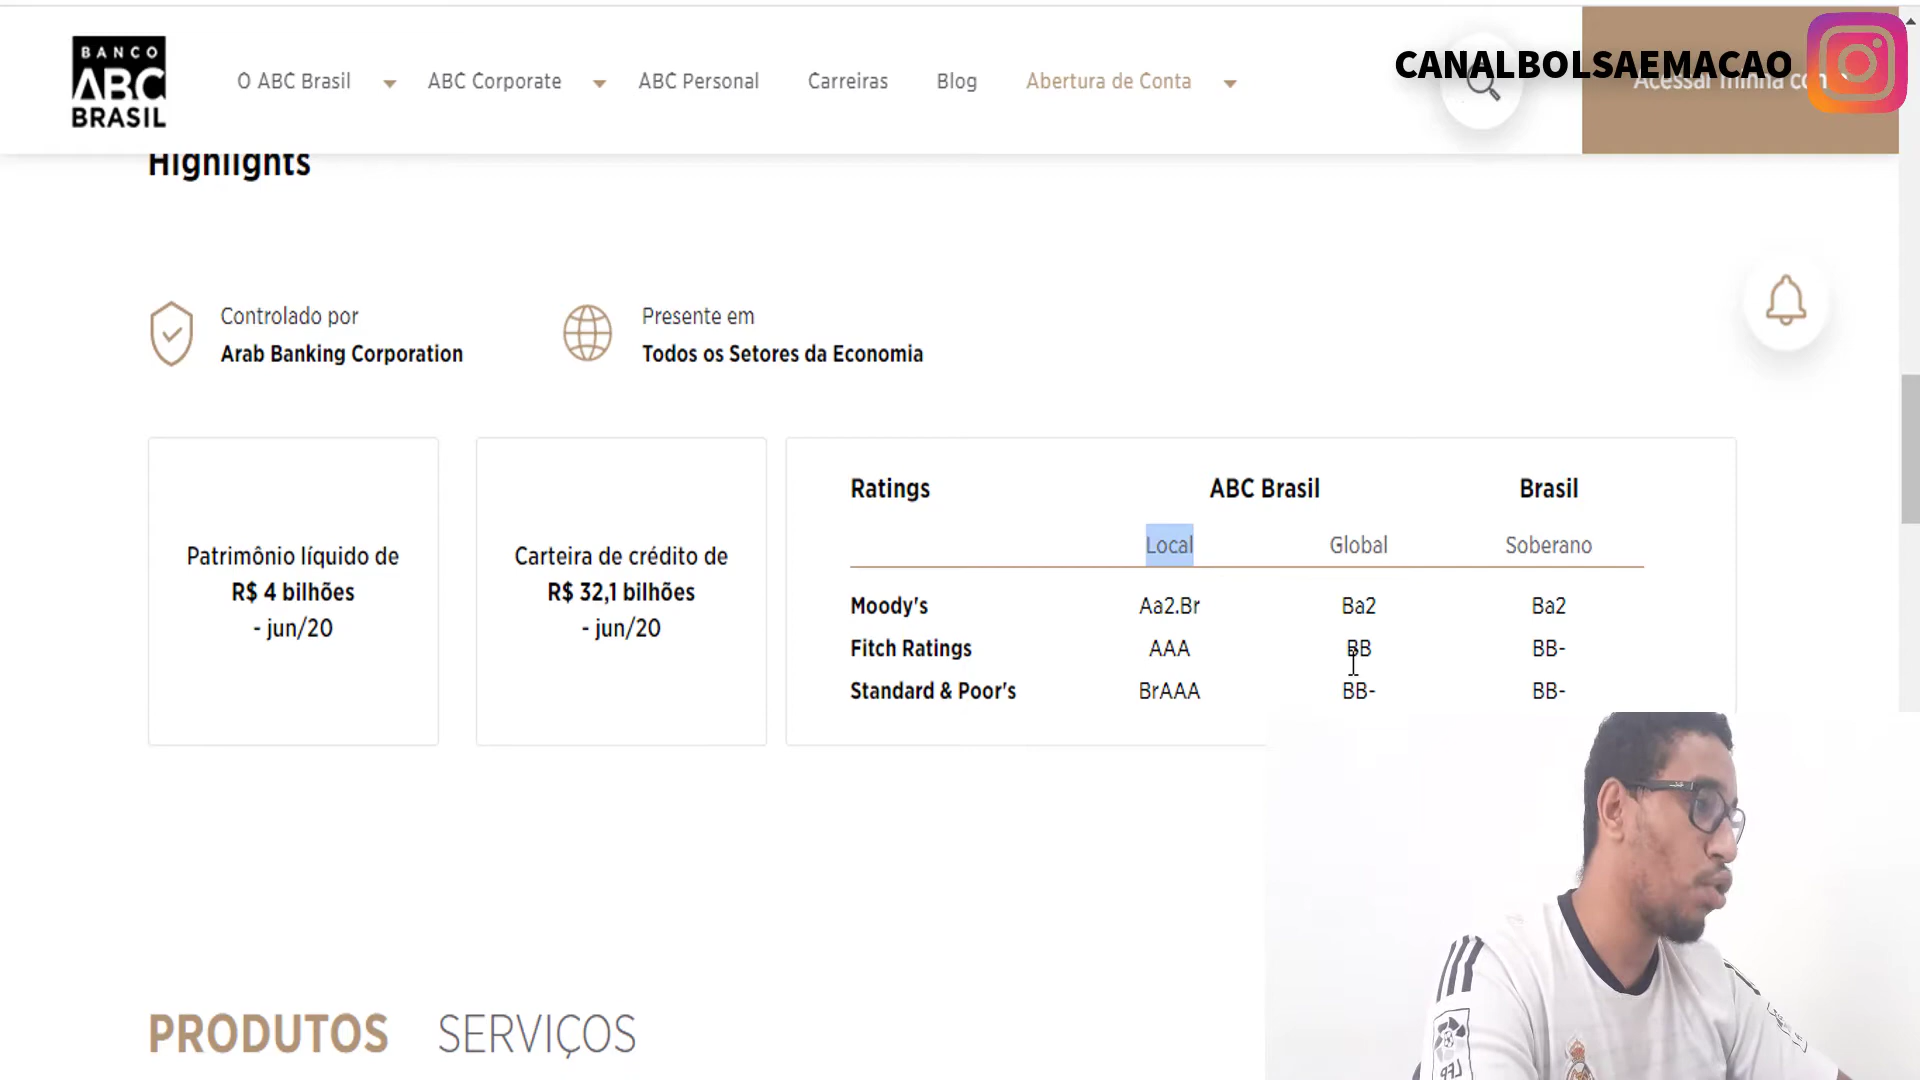 BANCO
ABC
BRASIL
O ABC Brasil
ABC Corporate
ABC Personal
Carreiras
Blog
Abertura de Conta
CANALBOLSAEMACAO
Acessar minha
Highlights
Controlado por
Arab Banking Corporation
Presente em
Todos os Setores da Economia
Patrimônio líquido de
R$ 4 bilhões
- jun/20
Carteira de crédito de
R$ 32,1 bilhões
- jun/20
Ratings ABC Brasil Brasil
Local Global Soberano
Moody's Aa2.Br Ba2 Ba2
Fitch Ratings AAA BB BB-
Standard & Poor's BrAAA BB- BB-
PRODUTOS SERVIÇOS
LFP